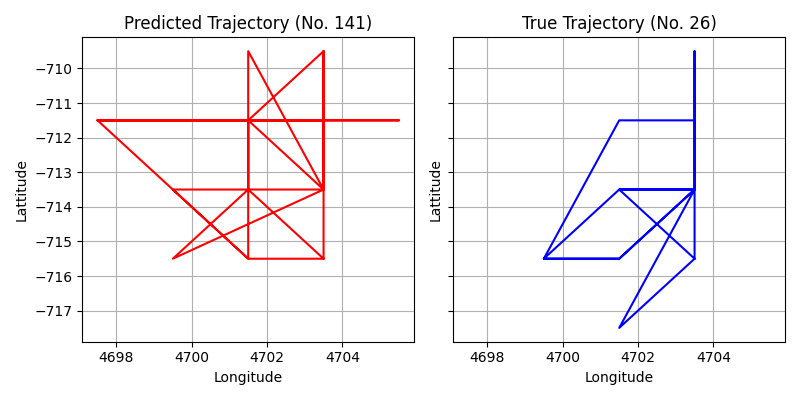 Predicted Trajectory (No. 141)
True Trajectory (No. 26)
Lattitude
−710
−711
−712
−713
−714
−715
−716
−717
4698
4700
4702
4704
Longitude
Lattitude
4698
4700
4702
4704
Longitude